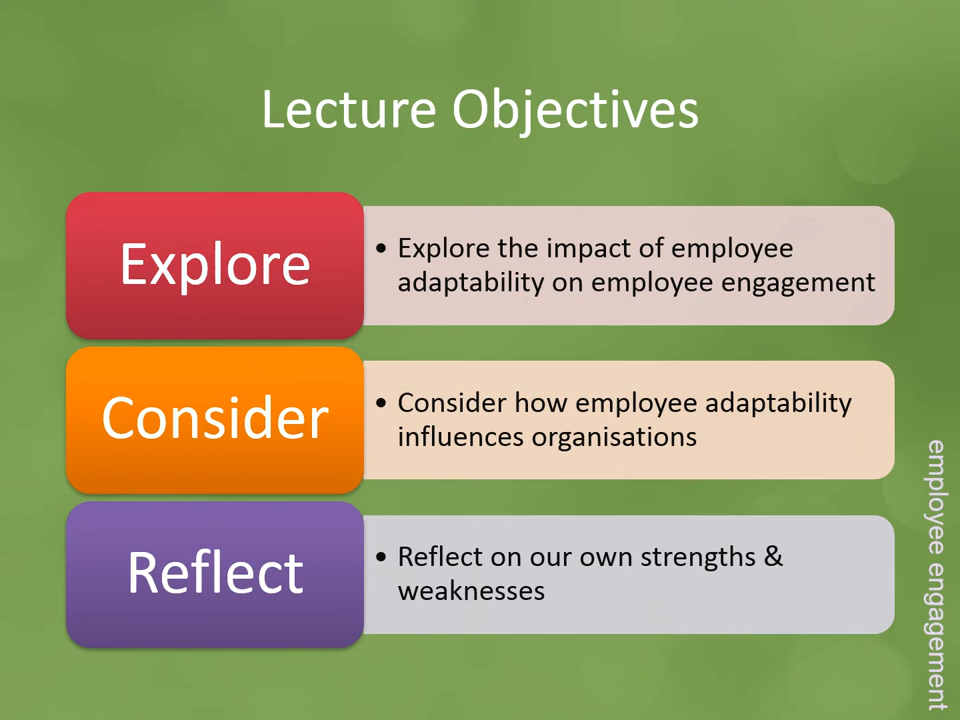 Lecture Objectives
Explore
• Explore the impact of employee
adaptability on employee engagement
Consider
• Consider how employee adaptability
influences organisations
Reflect
• Reflect on our own strengths &
weaknesses
employee engagement